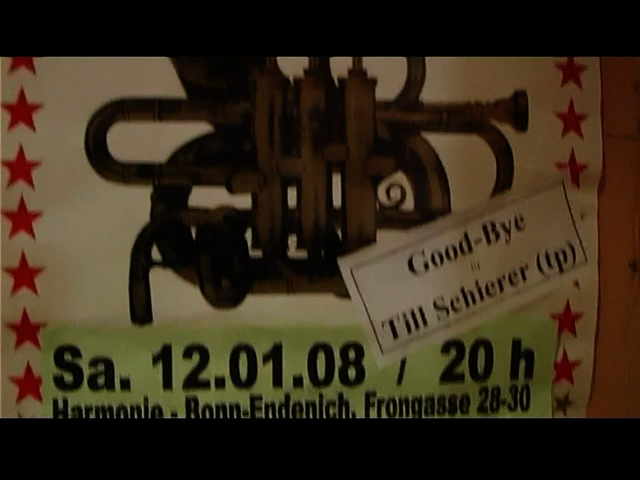 Good-Bye
Till Schierer (tp)
Sa. 12.01.08 / 20 h
Harmonie - Bonn-Endenich, Frongasse 28-30